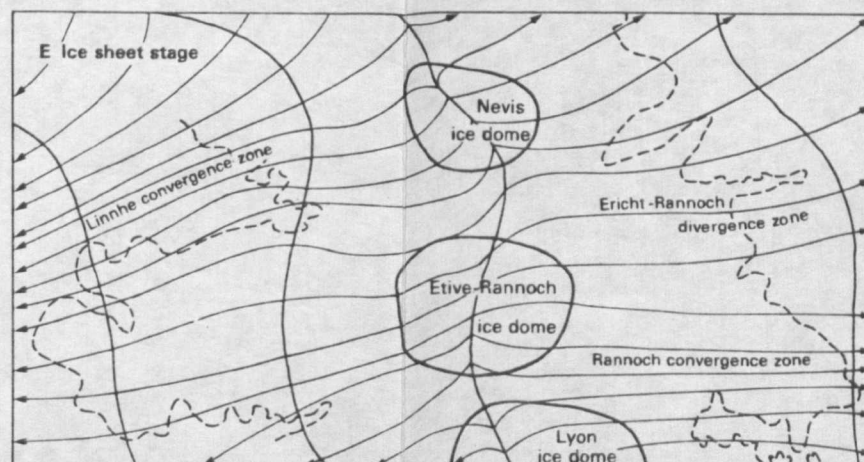 E Ice sheet stage
Nevis
ice dome
Linnhe convergence zone
Ericht-Rannoch
divergence zone
Etive-Rannoch
ice dome
Rannoch convergence zone
Lyon
ice dome